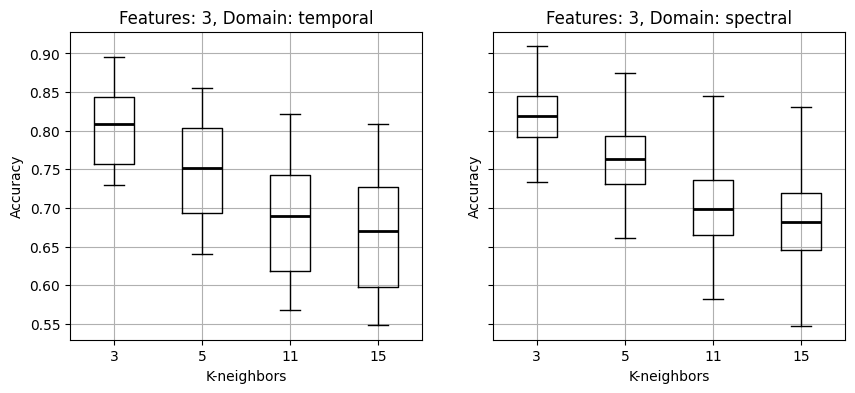 Features: 3, Domain: temporal
Accuracy
0.90
0.85
0.80
0.75
0.70
0.65
0.60
0.55
3 5 11 15
K-neighbors
Features: 3, Domain: spectral
Accuracy
3 5 11 15
K-neighbors